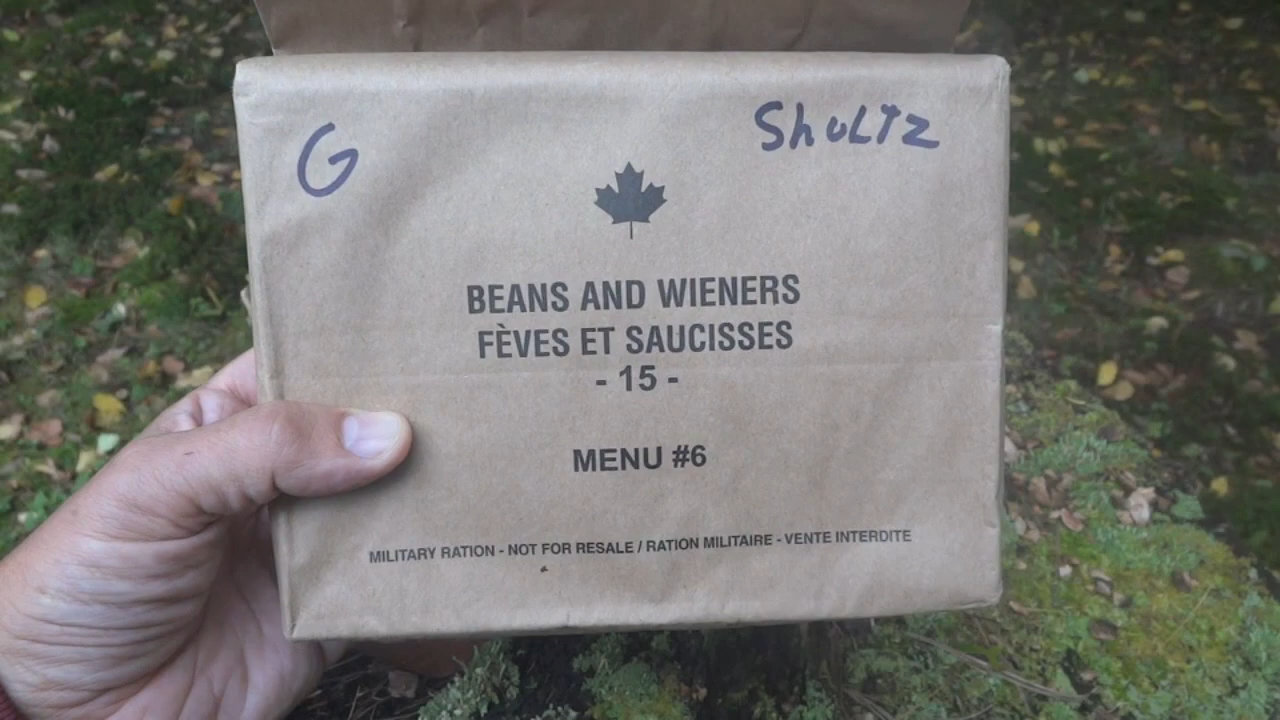 G
ShuLTz
BEANS AND WIENERS
FÈVES ET SAUCISSES
- 15 -
MENU #6
MILITARY RATION - NOT FOR RESALE / RATION MILITAIRE - VENTE INTERDITE